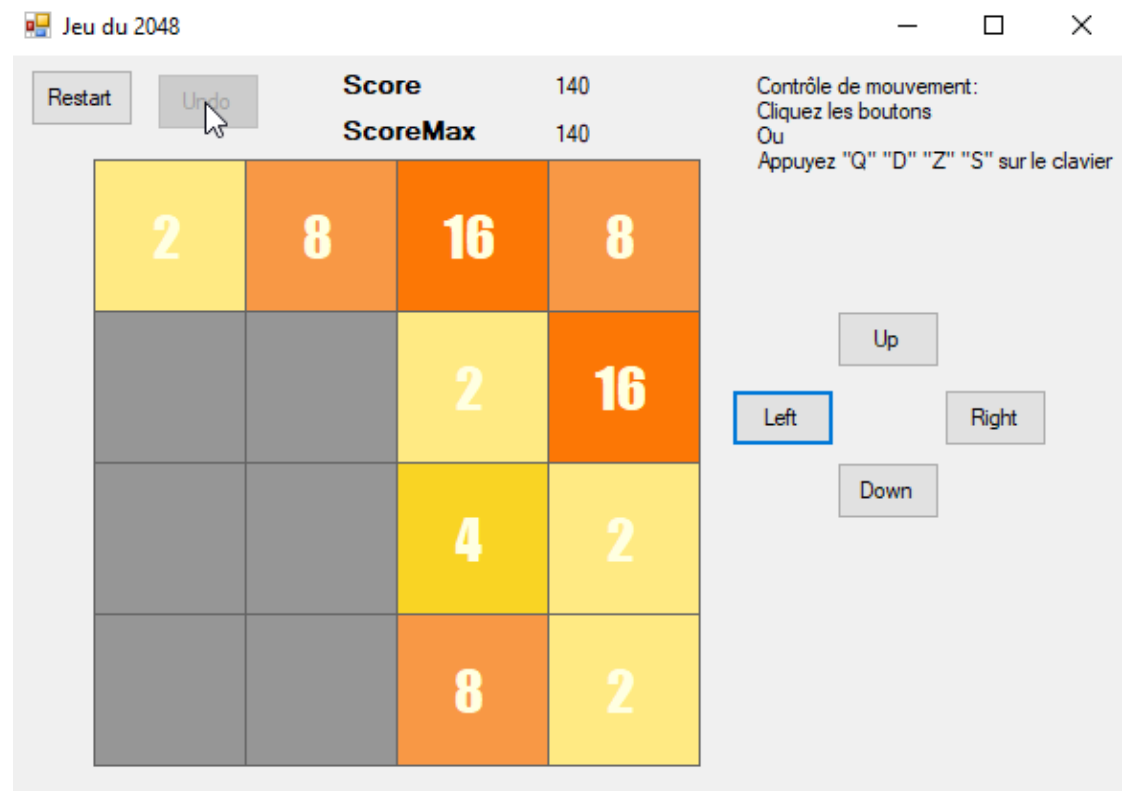 Jeu du 2048
Restart
Undo
Score 140
ScoreMax 140
Contrôle de mouvement:
Cliquez les boutons
Ou
Appuyez "Q" "D" "Z" "S" sur le clavier
2 8 16 8
2 16
4 2
8 2
Up
Left
Right
Down